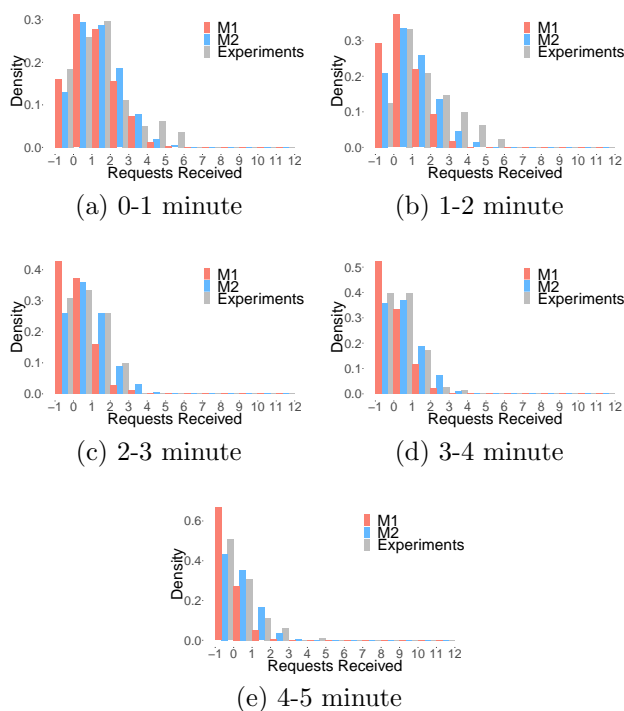 0.3
0.2
0.1
0.0
Density
M1
M2
Experiments
−1 0 1 2 3 4 5 6 7 8 9 10 11 12
Requests Received
(a) 0-1 minute
0.3
0.2
0.1
0.0
Density
M1
M2
Experiments
−1 0 1 2 3 4 5 6 7 8 9 10 11 12
Requests Received
(b) 1-2 minute
0.4
0.3
0.2
0.1
0.0
Density
M1
M2
Experiments
−1 0 1 2 3 4 5 6 7 8 9 10 11 12
Requests Received
(c) 2-3 minute
0.5
0.4
0.3
0.2
0.1
0.0
Density
M1
M2
Experiments
−1 0 1 2 3 4 5 6 7 8 9 10 11 12
Requests Received
(d) 3-4 minute
0.6
0.4
0.2
0.0
Density
M1
M2
Experiments
−1 0 1 2 3 4 5 6 7 8 9 10 11 12
Requests Received
(e) 4-5 minute